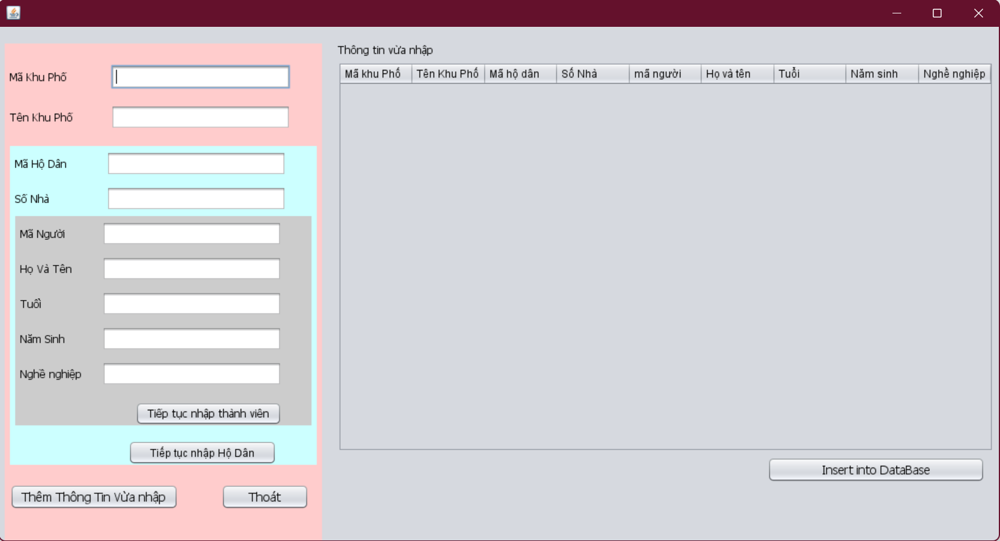 Mã Khu Phố
Tên Khu Phố
Mã Hộ Dân
Số Nhà
Mã Người
Họ Và Tên
Tuổi
Năm Sinh
Nghề nghiệp
Tiếp tục nhập thành viên
Tiếp tục nhập Hộ Dân
Thêm Thông Tin Vừa nhập
Thoát
Thông tin vừa nhập
Mã khu Phố Tên Khu Phố Mã hộ dân Số Nhà mã người Họ và tên Tuổi Năm sinh Nghề nghiệp
Insert into DataBase